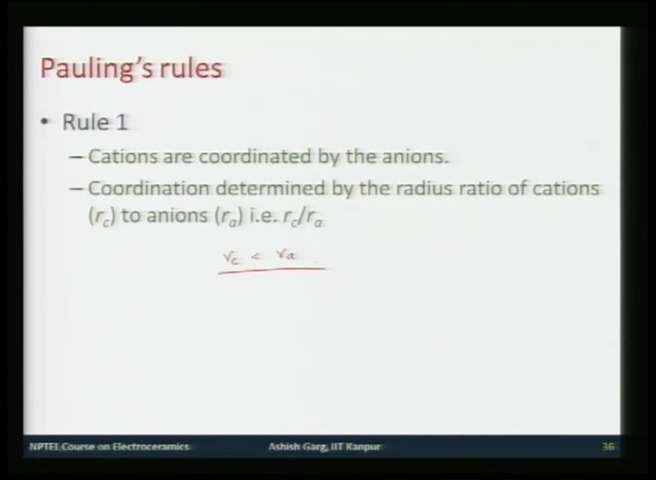 Pauling's rules
• Rule 1
– Cations are coordinated by the anions.
– Coordination determined by the radius ratio of cations
(rc) to anions (ra) i.e. rc/ra
rc < ra
NPTEL Course on Electroceramics Ashish Garg, IIT Kanpur 36